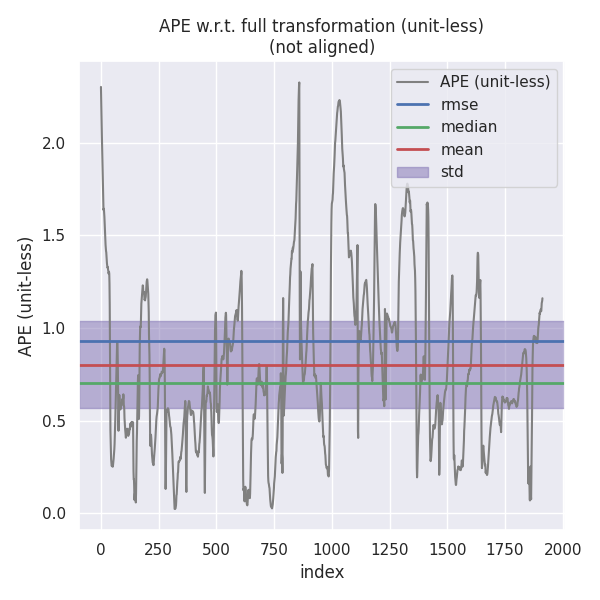 APE w.r.t. full transformation (unit-less)
(not aligned)
APE (unit-less)
rmse
median
mean
std
2.0
1.5
1.0
0.5
0.0
APE (unit-less)
0 250 500 750 1000 1250 1500 1750 2000
index